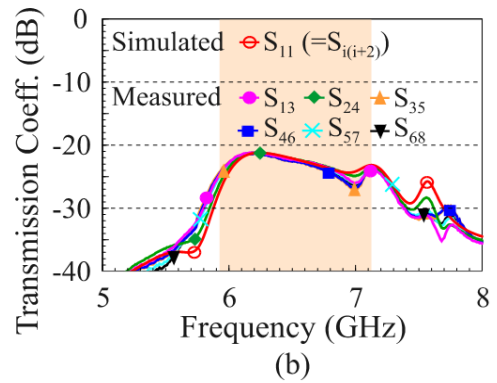 Transmission Coeff. (dB)
0
-10
-20
-30
-40
Simulated S11 (=Si(i+2))
Measured S13 S24 S35
S46 S57 S68
5 6 7 8
Frequency (GHz)
(b)